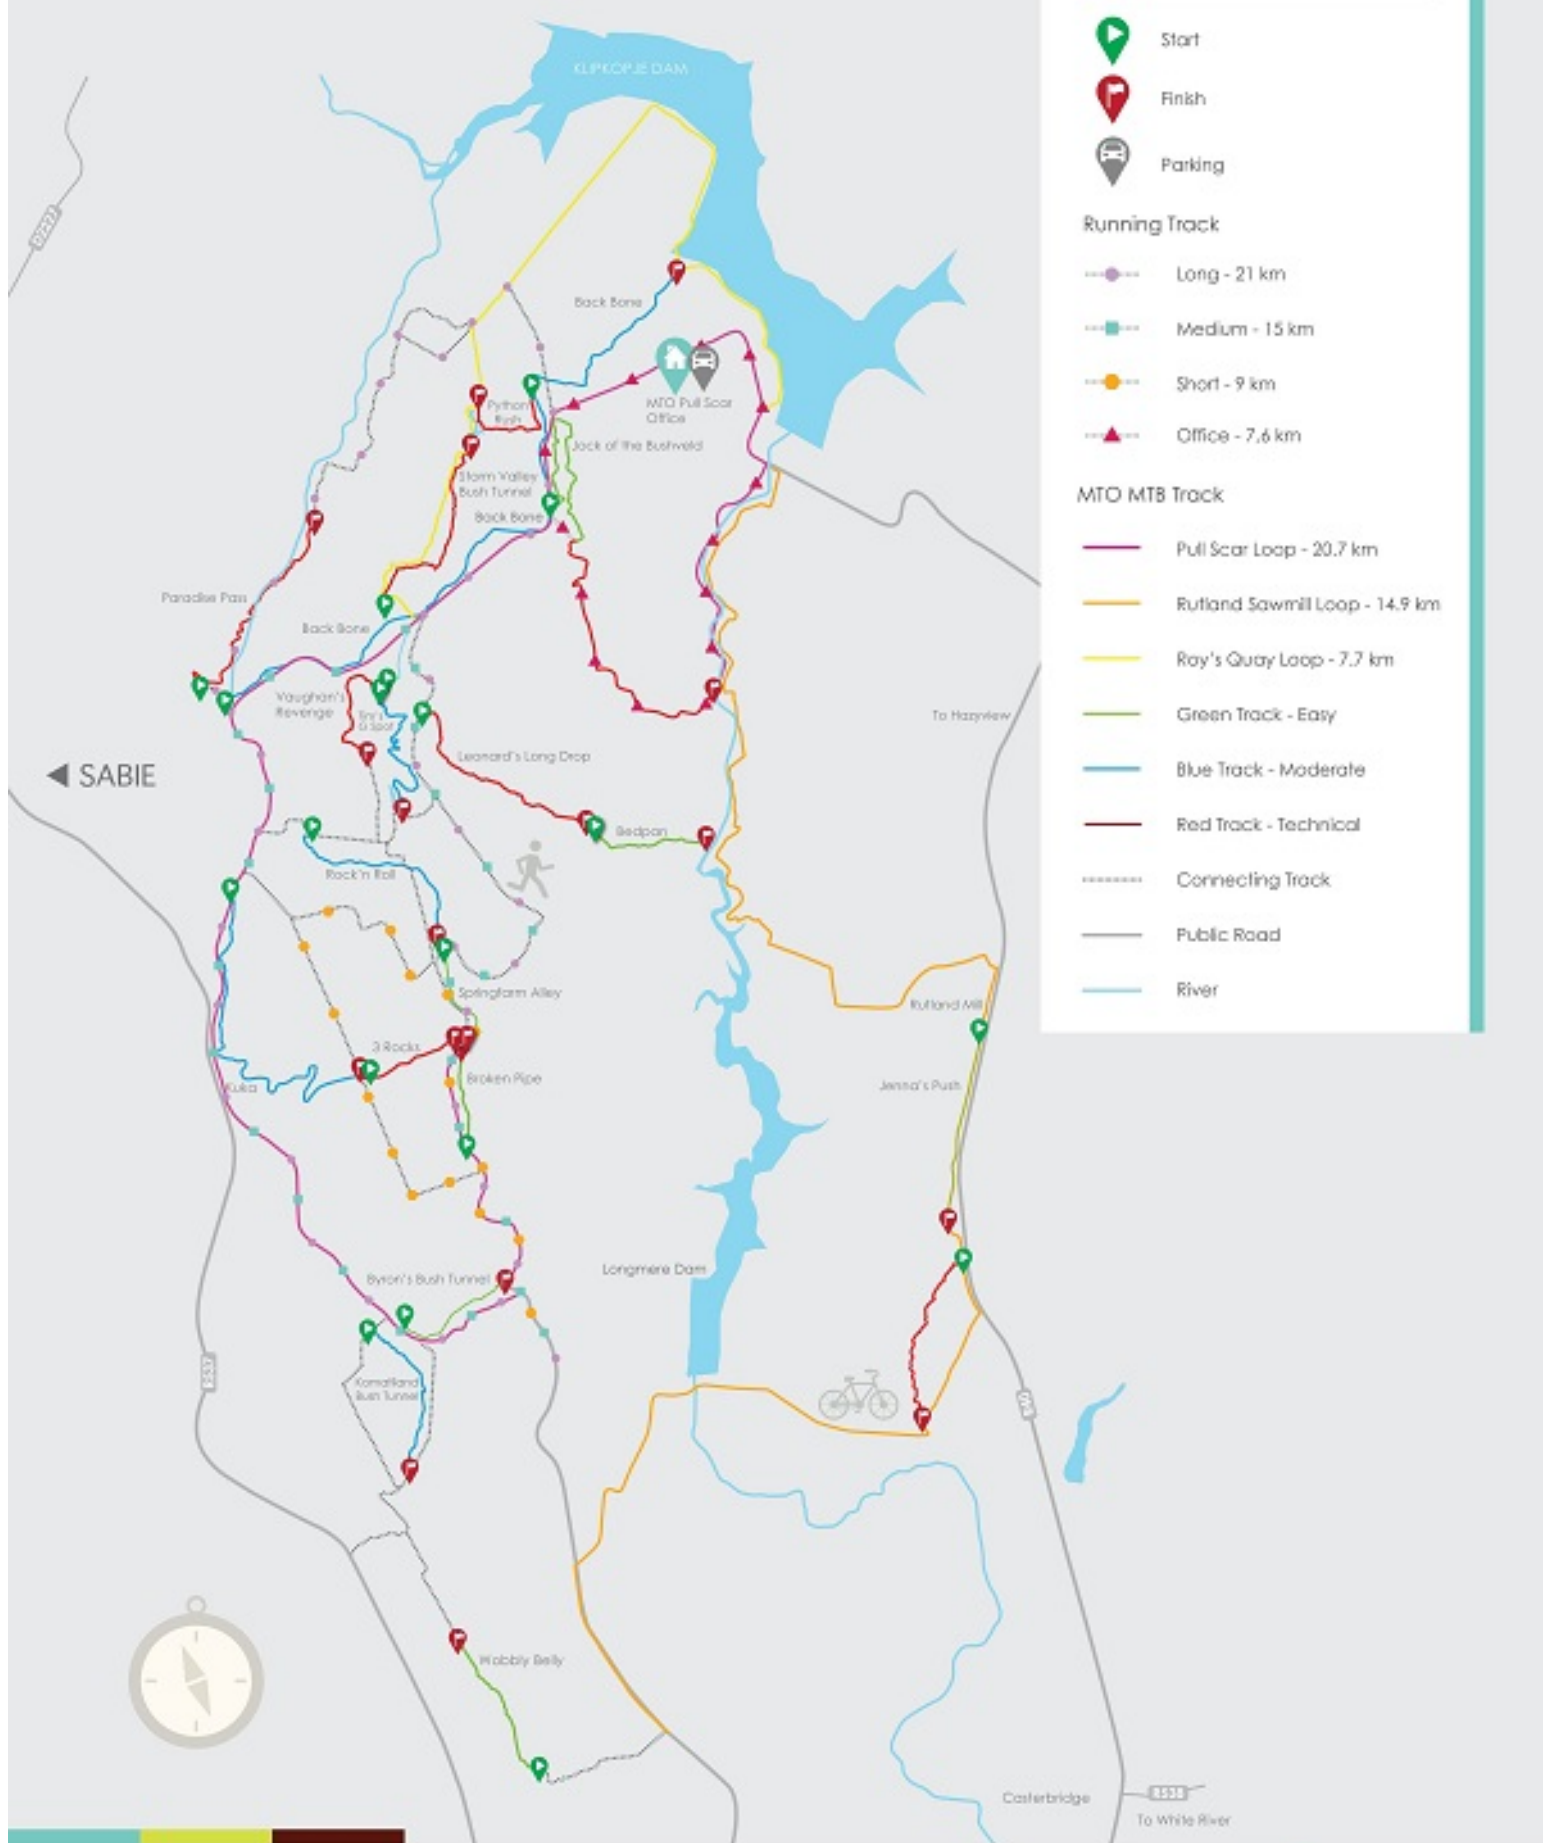 Start
Finish
Parking
Running Track
Long - 21 km
Medium - 15 km
Short - 9 km
Office - 7,6 km
MTO MTB Track
Pull Scar Loop - 20.7 km
Rutland Sawmill Loop - 14.9 km
Roy's Quay Loop - 7.7 km
Green Track - Easy
Blue Track - Moderate
Red Track - Technical
Connecting Track
Public Road
River
KLIPKOPJE DAM
Back Bone
MTO Pull Scar
Office
Python
Rush
Jock of the Bushveld
Storm Valley
Bush Tunnel
Back Bone
Paradise Pass
Back Bone
Vaughan's
Revenge
G Spot
To Hazyview
Leonard's Long Drop
SABIE
Bedpan
Rock'n Roll
Springfarm Alley
Rutland Mill
3 Rocks
Broken Pipe
Kuka
Jenna's Push
Longmere Dam
Byron's Bush Tunnel
Komatiland
Bush Tunnel
Wobbly Belly
Casterbridge
To White River